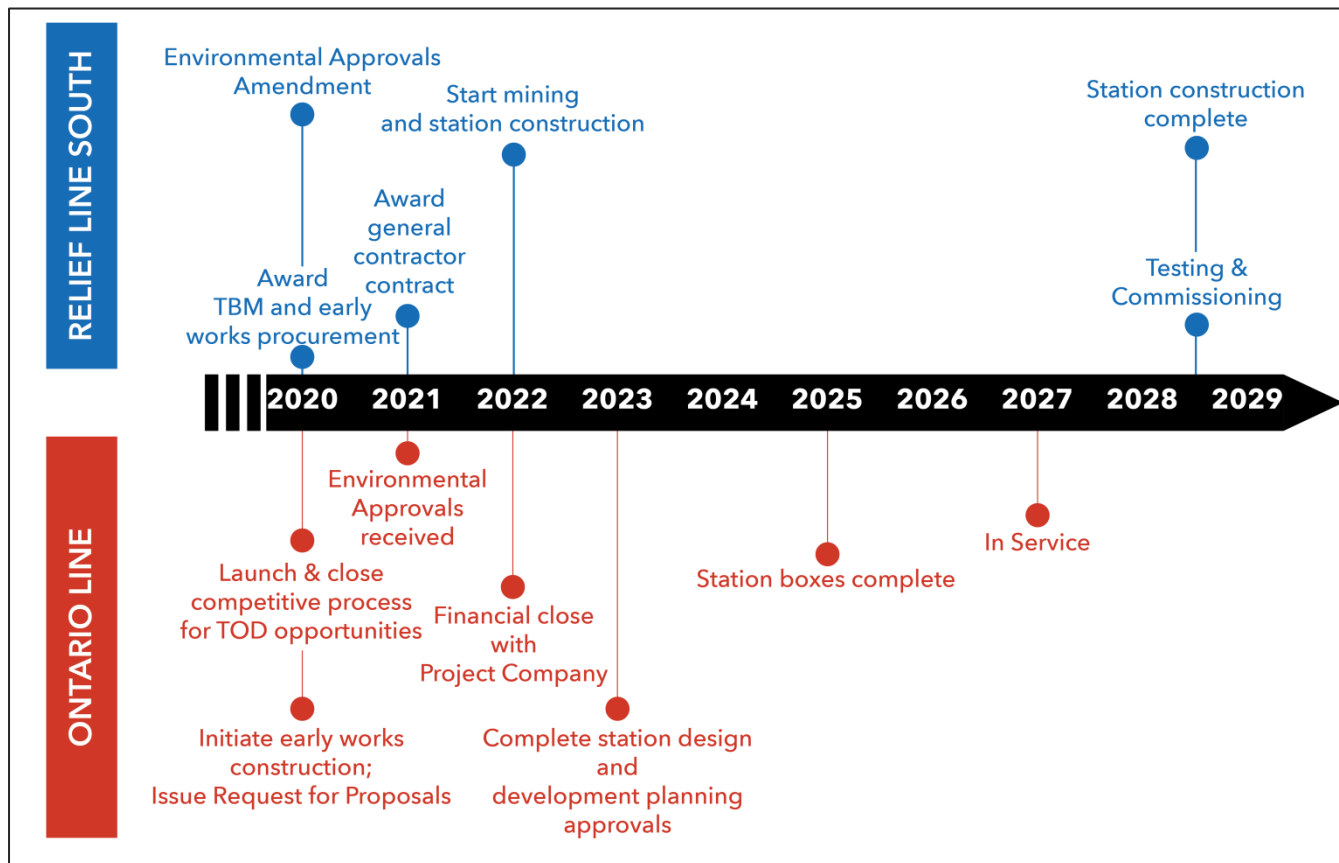 RELIEF LINE SOUTH
Environmental Approvals
Amendment
Start mining
and station construction
Station construction
complete
Award
general
contractor
contract
Award
TBM and early
works procurement
Testing &
Commissioning
2020 2021 2022 2023 2024 2025 2026 2027 2028 2029
ONTARIO LINE
Environmental
Approvals
received
In Service
Launch & close
competitive process
for TOD opportunities
Station boxes complete
Financial close
with
Project Company
Initiate early works
construction;
Issue Request for Proposals
Complete station design
and
development planning
approvals